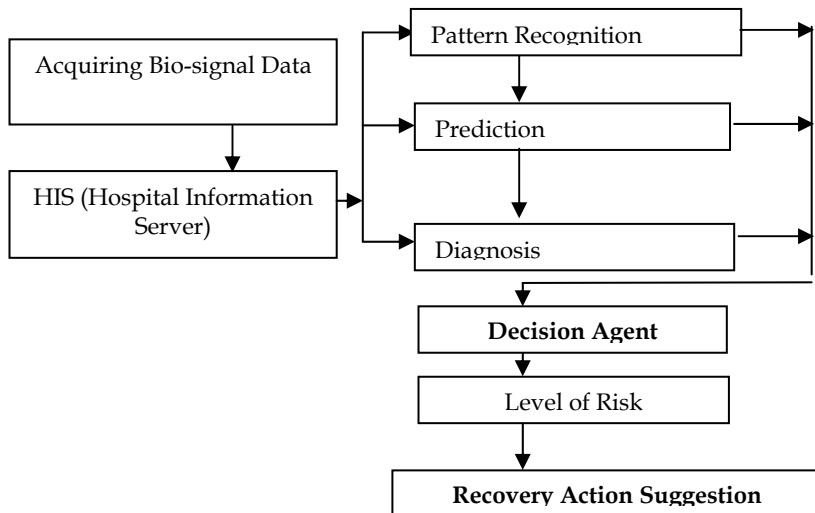 Acquiring Bio-signal Data
HIS (Hospital Information
Server)
Pattern Recognition
Prediction
Diagnosis
Decision Agent
Level of Risk
Recovery Action Suggestion